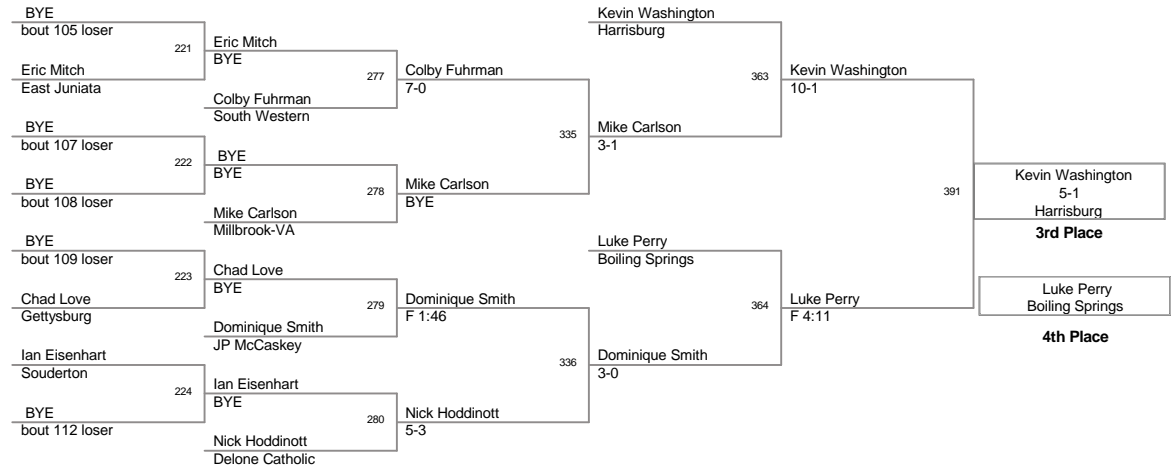 BYE
bout 105 loser
221
Eric Mitch
East Juniata
Eric Mitch
BYE
277
Colby Fuhrman
South Western
Colby Fuhrman
7-0
BYE
bout 107 loser
222
BYE
bout 108 loser
BYE
BYE
278
Mike Carlson
Millbrook-VA
Mike Carlson
BYE
335
Mike Carlson
3-1
Kevin Washington
Harrisburg
363
Kevin Washington
10-1
BYE
bout 109 loser
223
Chad Love
Gettysburg
Chad Love
BYE
279
Dominique Smith
JP McCaskey
Dominique Smith
F 1:46
Ian Eisenhart
Souderton
224
BYE
bout 112 loser
Ian Eisenhart
BYE
280
Nick Hoddinott
Delone Catholic
Nick Hoddinott
5-3
336
Dominique Smith
3-0
Luke Perry
Boiling Springs
364
Luke Perry
F 4:11
391
Kevin Washington
5-1
Harrisburg
3rd Place
Luke Perry
Boiling Springs
4th Place